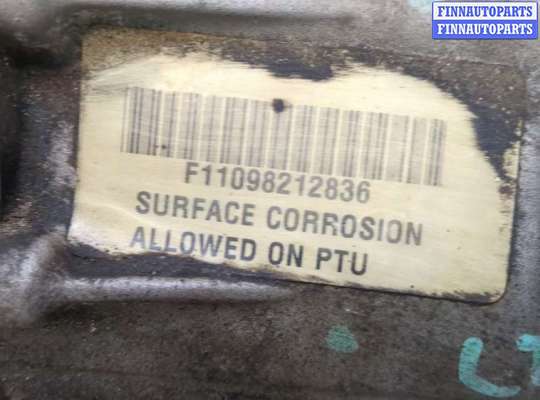 FINNAUTOPARTS
FINNAUTOPARTS
F11098212836
SURFACE CORROSION
ALLOWED ON PTU